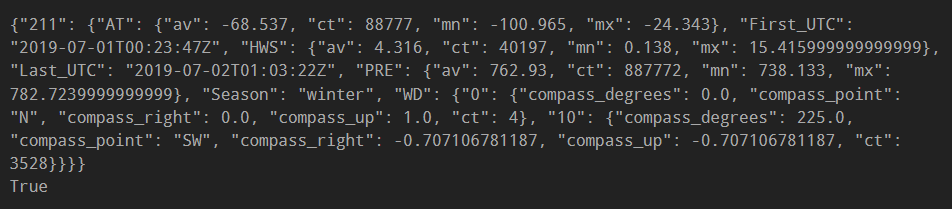 {"211": {"AT": {"av": -68.537, "ct": 88777, "mn": -100.965, "mx": -24.343}, "First_UTC":
"2019-07-01T00:23:47Z", "HWS": {"av": 4.316, "ct": 40197, "mn": 0.138, "mx": 15.415999999999999},
"Last_UTC": "2019-07-02T01:03:22Z", "PRE": {"av": 762.93, "ct": 887772, "mn": 738.133, "mx":
782.7239999999999}, "Season": "winter", "WD": {"0": {"compass_degrees": 0.0, "compass_point":
"N", "compass_right": 0.0, "compass_up": 1.0, "ct": 4}, "10": {"compass_degrees": 225.0,
"compass_point": "SW", "compass_right": -0.707106781187, "compass_up": -0.707106781187, "ct":
3528}}}}
True